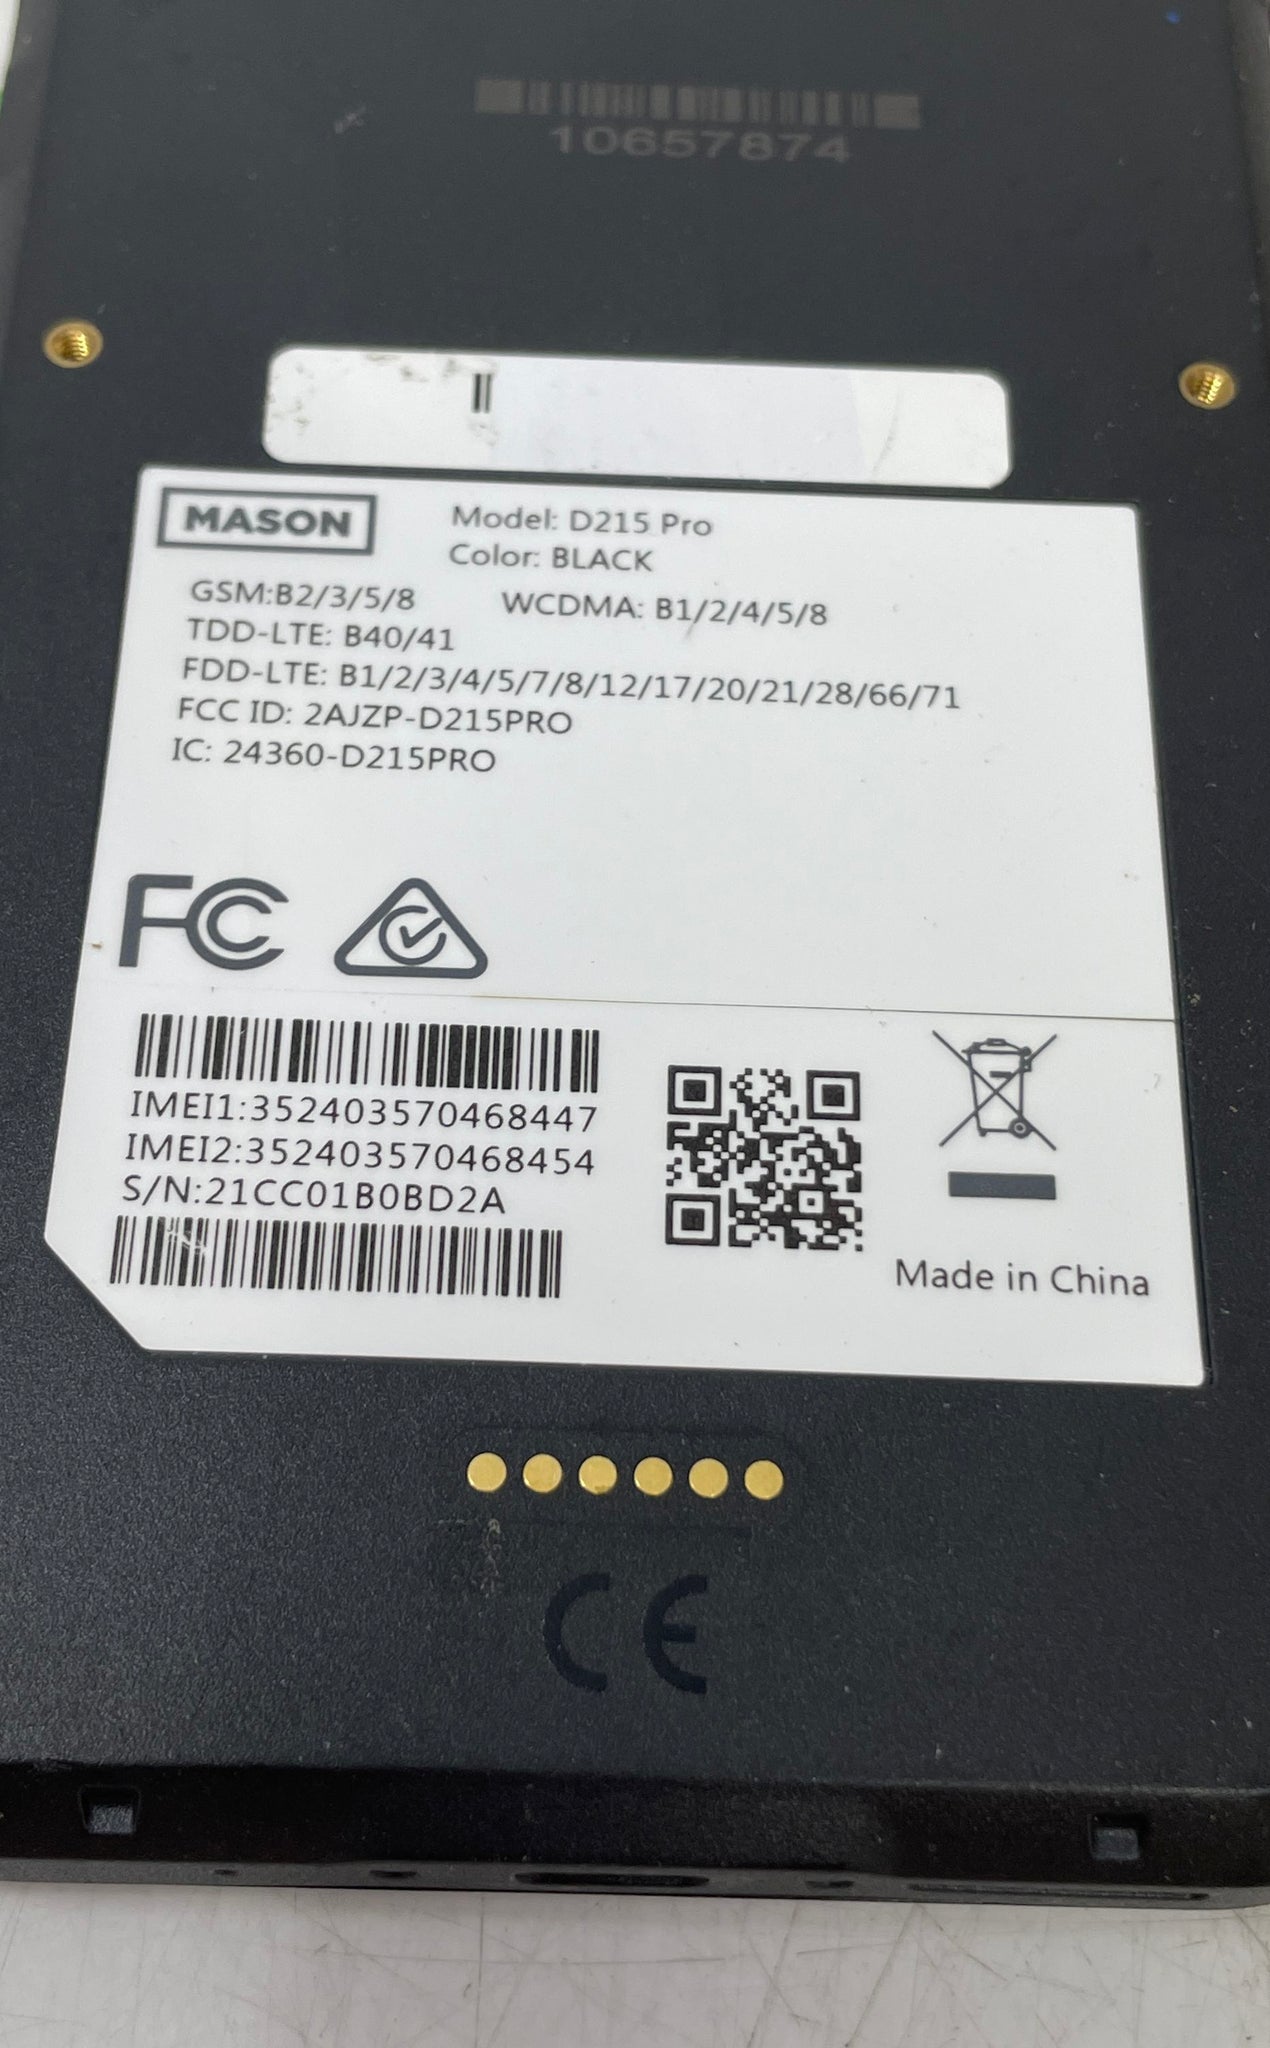 10657874
MASON
Model: D215 Pro
Color: BLACK
GSM:B2/3/5/8 WCDMA: B1/2/4/5/8
TDD-LTE: B40/41
FDD-LTE: B1/2/3/4/5/7/8/12/17/20/21/28/66/71
FCC ID: 2AJZP-D215PRO
IC: 24360-D215PRO
FC
IMEI1:352403570468447
IMEI2:352403570468454
S/N:21CC01B0BD2A
Made in China
CE